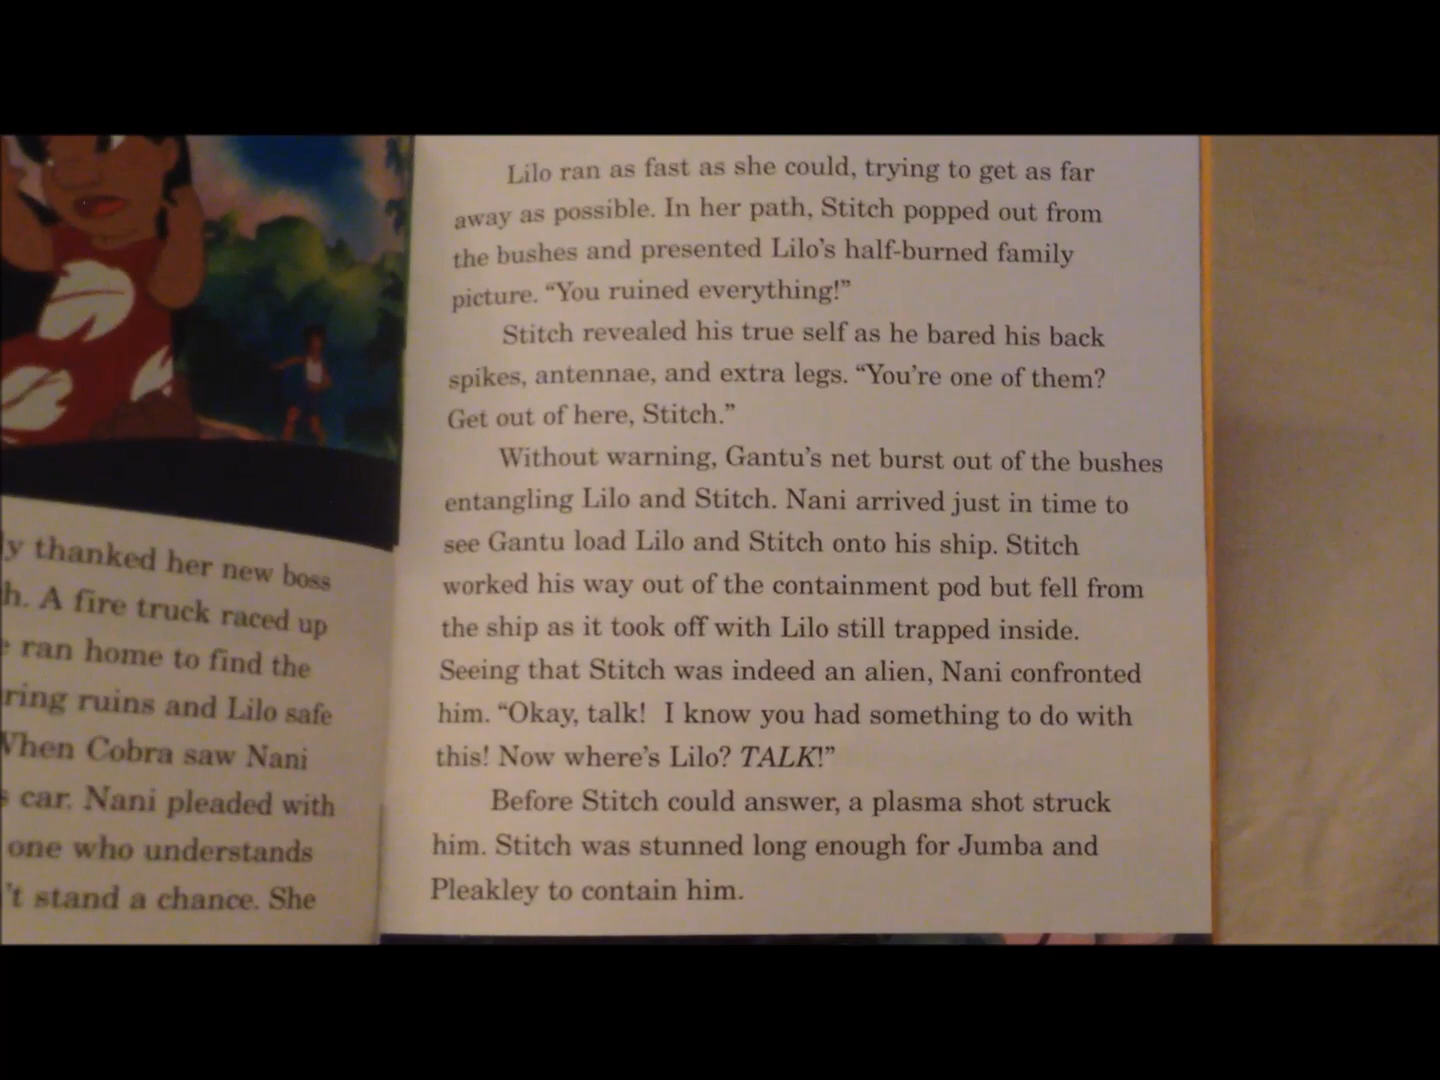 thanked her new boss
A fire truck raced up
ran home to find the
ruins and Lilo safe
When Cobra saw Nani
car. Nani pleaded with
one who understands
't stand a chance. She
Lilo ran as fast as she could, trying to get as far
away as possible. In her path, Stitch popped out from
the bushes and presented Lilo's half-burned family
picture. “You ruined everything!”
Stitch revealed his true self as he bared his back
spikes, antennae, and extra legs. “You're one of them?
Get out of here, Stitch.”
Without warning, Gantu's net burst out of the bushes
entangling Lilo and Stitch. Nani arrived just in time to
see Gantu load Lilo and Stitch onto his ship. Stitch
worked his way out of the containment pod but fell from
the ship as it took off with Lilo still trapped inside.
Seeing that Stitch was indeed an alien, Nani confronted
him. “Okay, talk! I know you had something to do with
this! Now where's Lilo? TALK!”
Before Stitch could answer, a plasma shot struck
him. Stitch was stunned long enough for Jumba and
Pleakley to contain him.